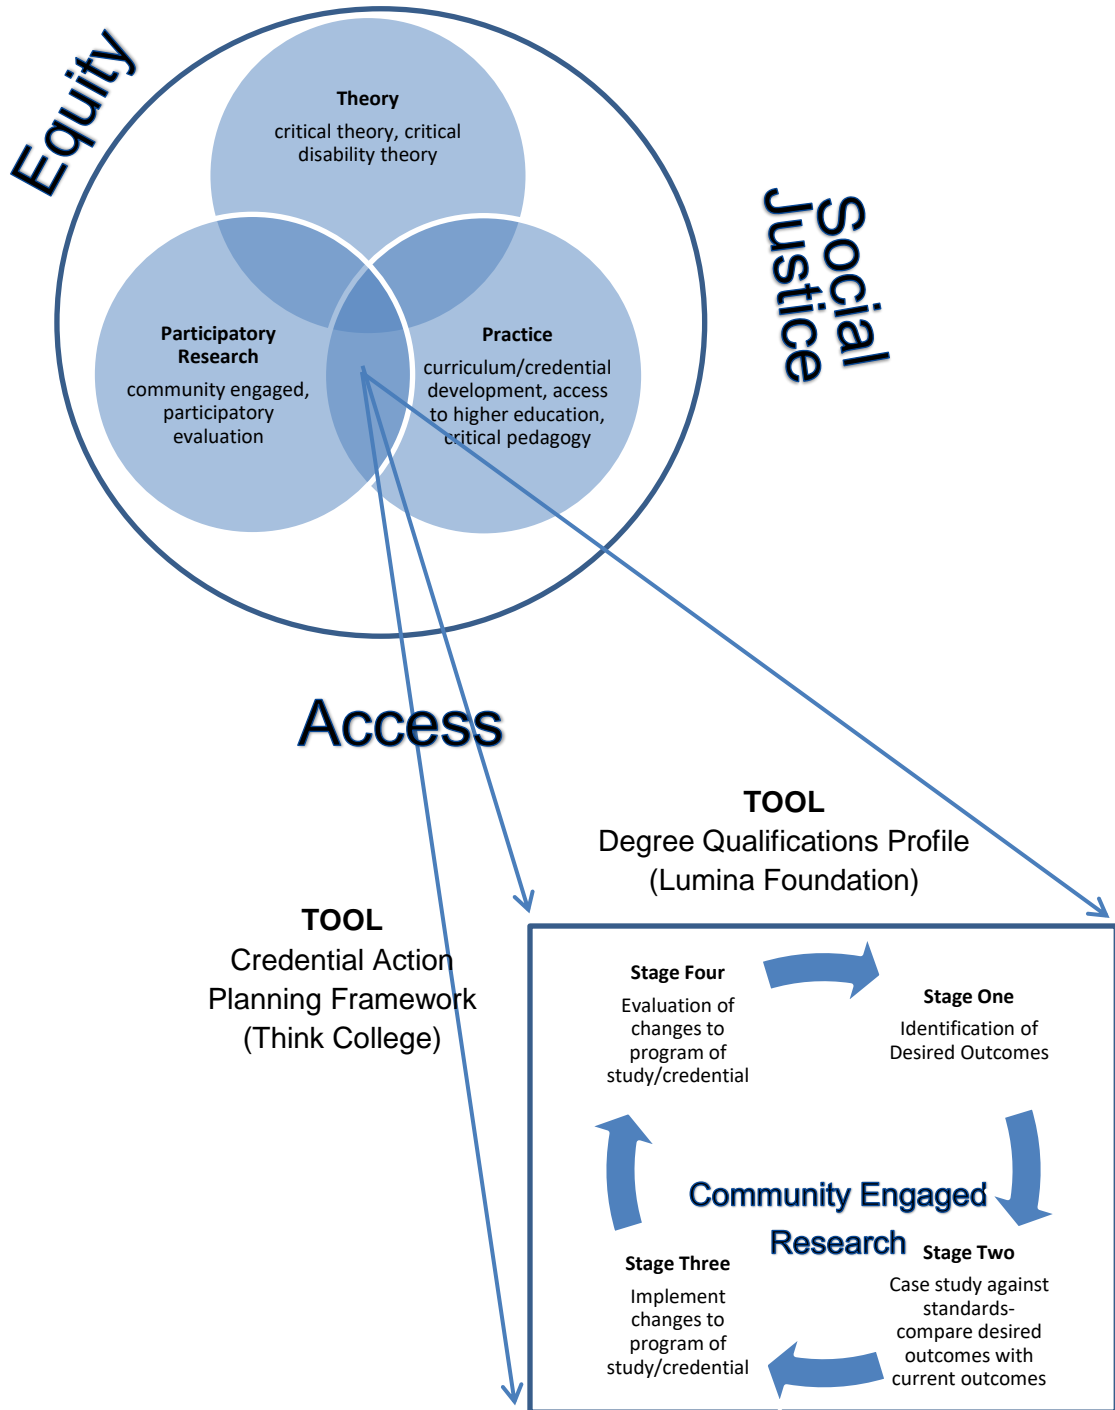 Equity
Theory
critical theory, critical
disability theory
Social
Justice
Participatory
Research
community engaged,
participatory
evaluation
Practice
curriculum/credential
development, access
to higher education,
critical pedagogy
Access
TOOL
Degree Qualifications Profile
(Lumina Foundation)
TOOL
Credential Action
Planning Framework
(Think College)
Stage Four
Evaluation of
changes to
program of
study/credential
Stage One
Identification of
Desired Outcomes
Community Engaged
Research
Stage Three
Implement
changes to
program of
study/credential
Stage Two
Case study against
standards-
compare desired
outcomes with
current outcomes